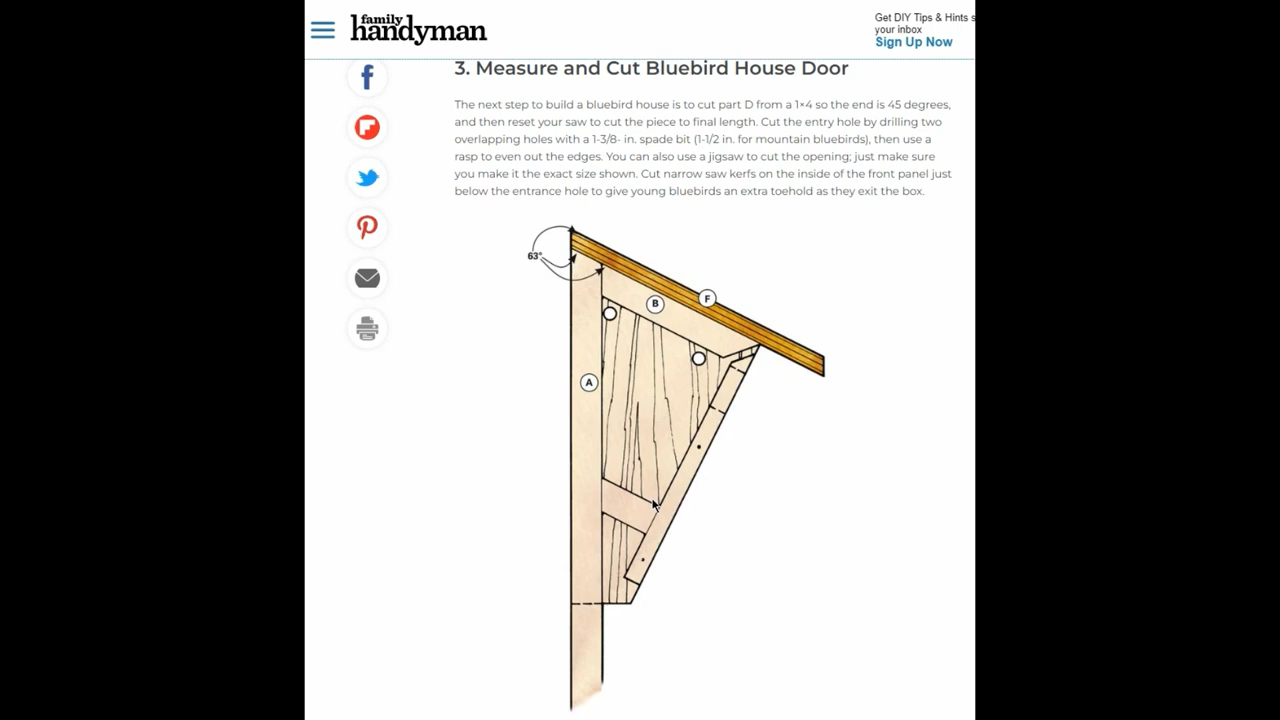 family
handyman
Get DIY Tips & Hints s
your inbox
Sign Up Now
3. Measure and Cut Bluebird House Door
The next step to build a bluebird house is to cut part D from a 1×4 so the end is 45 degrees,
and then reset your saw to cut the piece to final length. Cut the entry hole by drilling two
overlapping holes with a 1-3/8- in. spade bit (1-1/2 in. for mountain bluebirds), then use a
rasp to even out the edges. You can also use a jigsaw to cut the opening; just make sure
you make it the exact size shown. Cut narrow saw kerfs on the inside of the front panel just
below the entrance hole to give young bluebirds an extra toehold as they exit the box.
63°
B
F
A